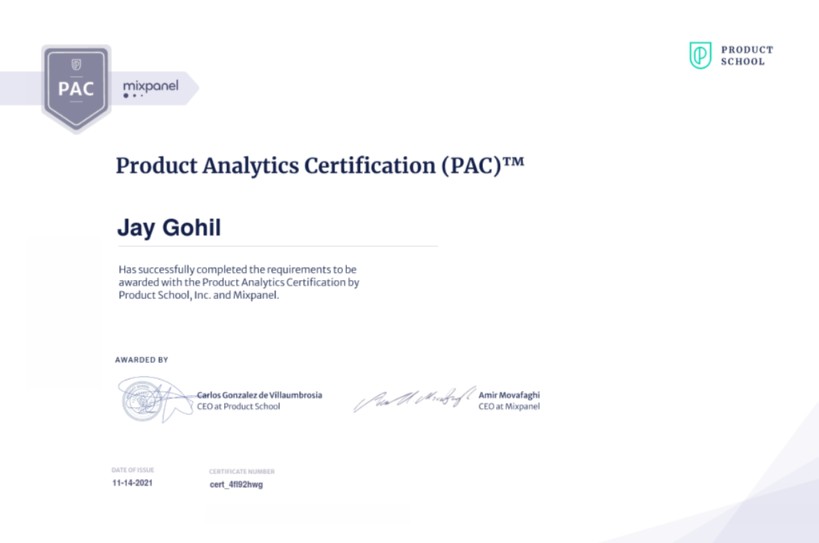 PRODUCT
SCHOOL
PAC
mixpanel
Product Analytics Certification (PAC)™
Jay Gohil
Has successfully completed the requirements to be
awarded with the Product Analytics Certification by
Product School, Inc. and Mixpanel.
AWARDED BY
Carlos Gonzalez de Villaumbrosia
CEO at Product School
Amir Movafaghi
CEO at Mixpanel
DATE OF ISSUE
CERTIFICATE NUMBER
11-14-2021